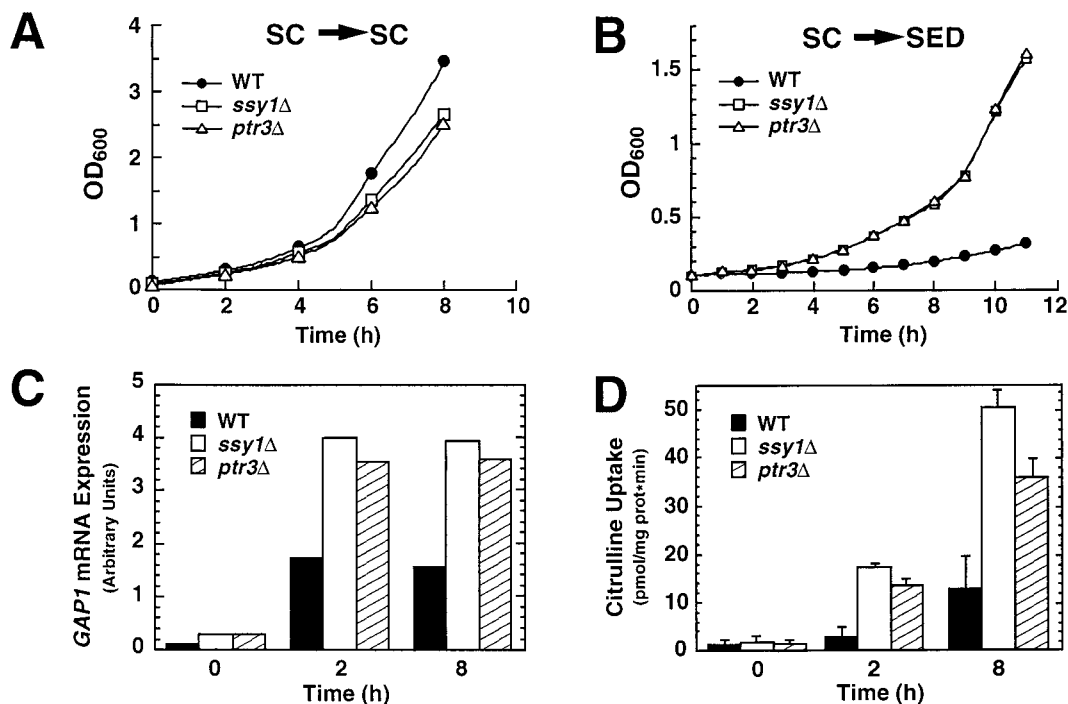 A
SC → SC
WT
ssy1Δ
ptr3Δ
OD600
4
3
2
1
0
0 2 4 6 8 10
Time (h)
B
SC → SED
WT
ssy1Δ
ptr3Δ
OD600
1.5
1
0.5
0
0 2 4 6 8 10 12
Time (h)
C
WT
ssy1Δ
ptr3Δ
GAP1 mRNA Expression
(Arbitrary Units)
5
4
3
2
1
0
0 2 8
Time (h)
D
WT
ssy1Δ
ptr3Δ
Citrulline Uptake
(pmol/mg prot*min)
50
40
30
20
10
0
0 2 8
Time (h)